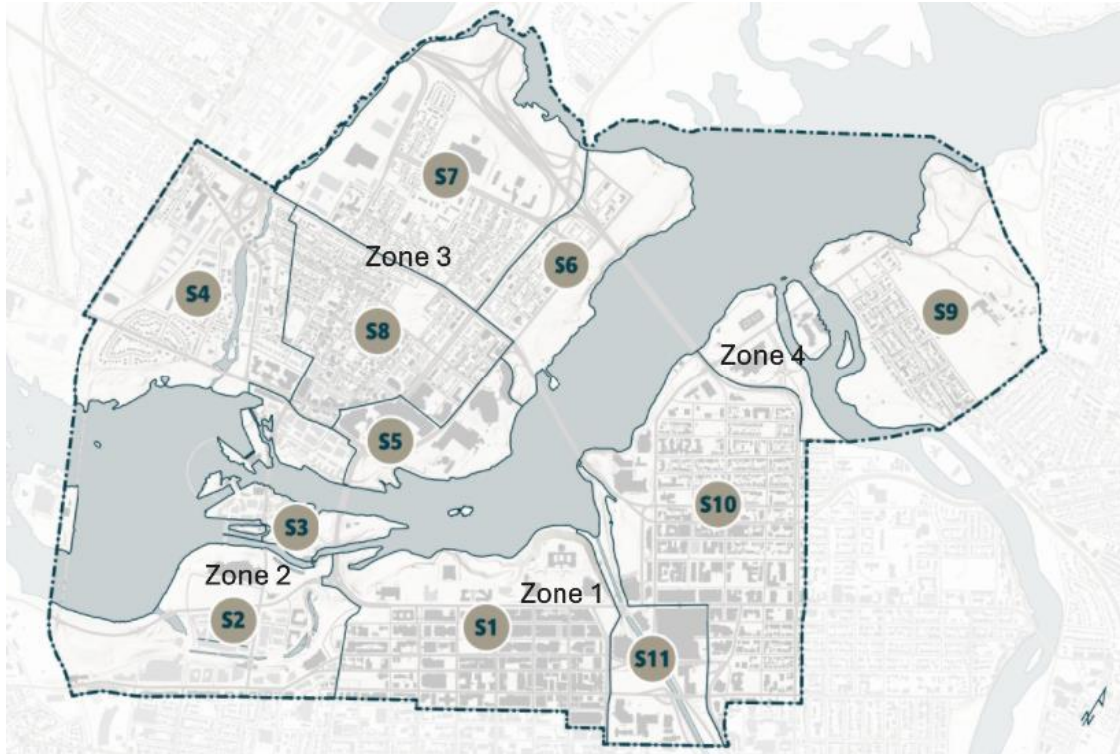 S7
Zone 3
S6
S4
S9
S8
Zone 4
S5
S10
S3
Zone 2
Zone 1
S2
S1
S11
N